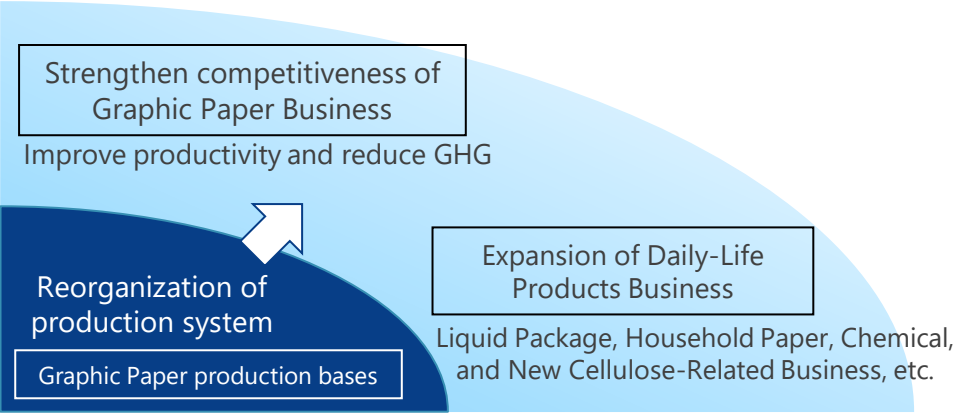 Strengthen competitiveness of
Graphic Paper Business
Improve productivity and reduce GHG
Reorganization of
production system
Graphic Paper production bases
Expansion of Daily-Life
Products Business
Liquid Package, Household Paper, Chemical,
and New Cellulose-Related Business, etc.